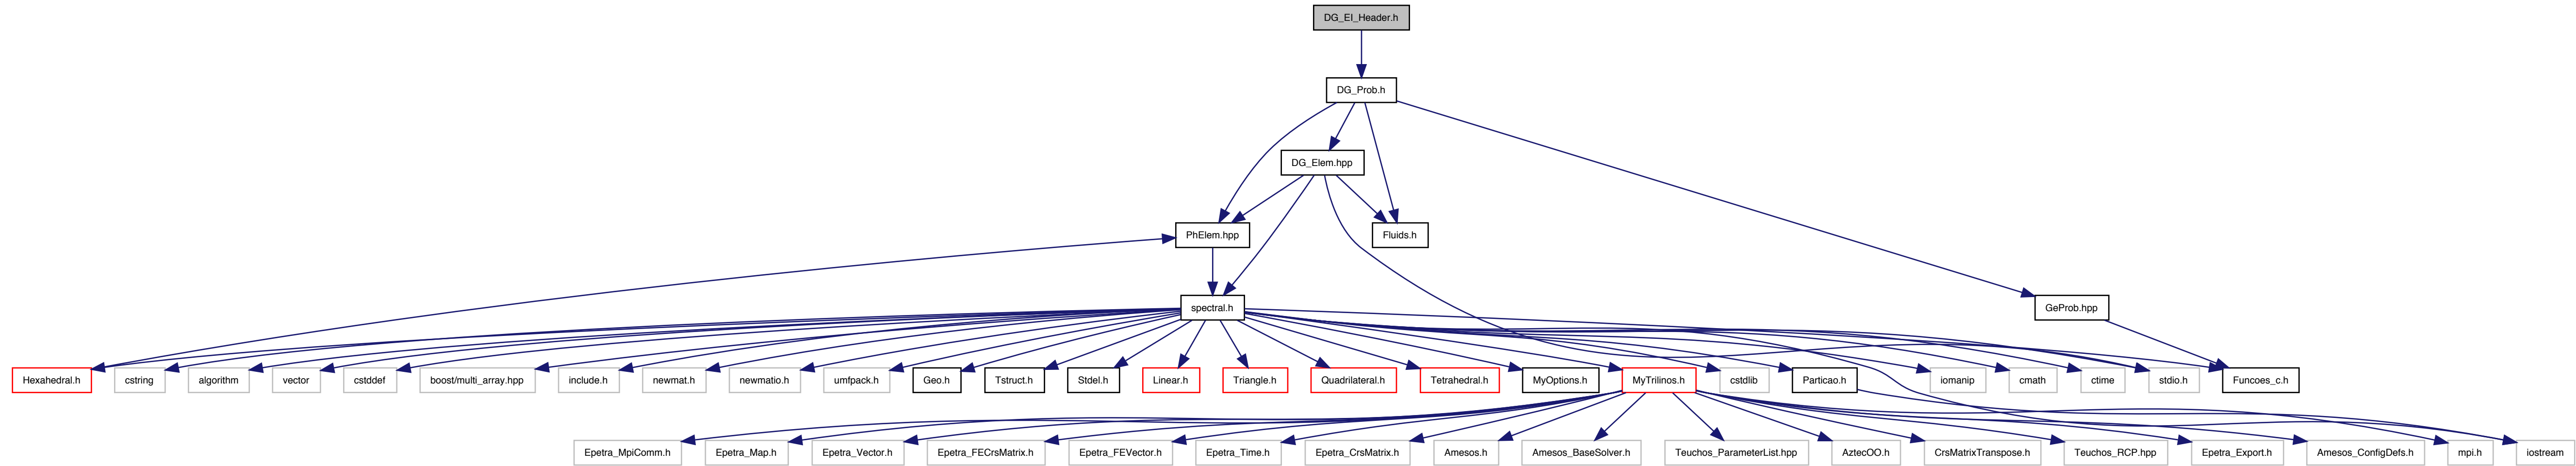 DG_EI_Header.h
DG_Prob.h
DG_Elem.hpp
PhElem.hpp
Fluids.h
spectral.h
GeProb.hpp
Hexahedral.h
cstring
algorithm
vector
cstddef
boost/multi_array.hpp
include.h
newmat.h
newmatio.h
umfpack.h
Geo.h
Tstruct.h
Stdel.h
Linear.h
Triangle.h
Quadrilateral.h
Tetrahedral.h
MyOptions.h
MyTrilinos.h
cstdlib
Particao.h
iomanip
cmath
ctime
stdio.h
Funcoes_c.h
Epetra_MpiComm.h
Epetra_Map.h
Epetra_Vector.h
Epetra_FECrsMatrix.h
Epetra_FEVector.h
Epetra_Time.h
Epetra_CrsMatrix.h
Amesos.h
Amesos_BaseSolver.h
Teuchos_ParameterList.hpp
AztecOO.h
CrsMatrixTranspose.h
Teuchos_RCP.hpp
Epetra_Export.h
Amesos_ConfigDefs.h
mpi.h
iostream